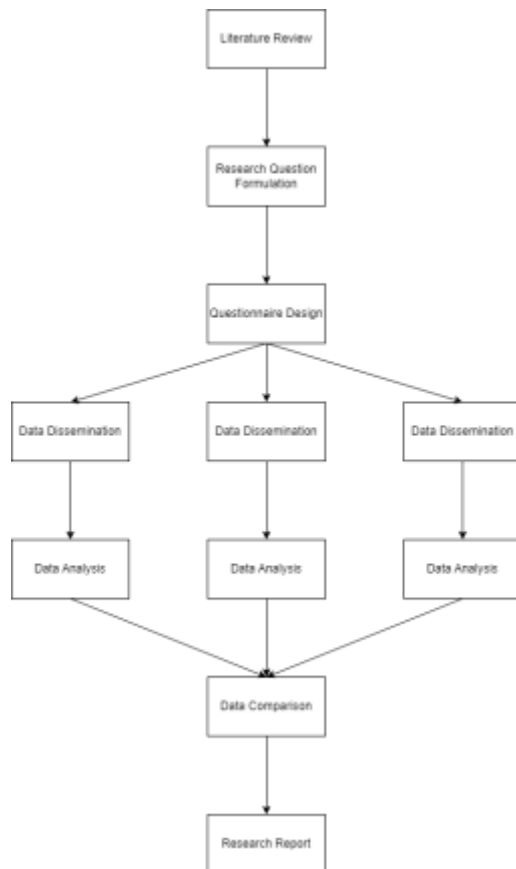 Literature Review
Research Question
Formulation
Questionnaire Design
Data Dissemination
Data Dissemination
Data Dissemination
Data Analysis
Data Analysis
Data Analysis
Data Comparison
Research Report